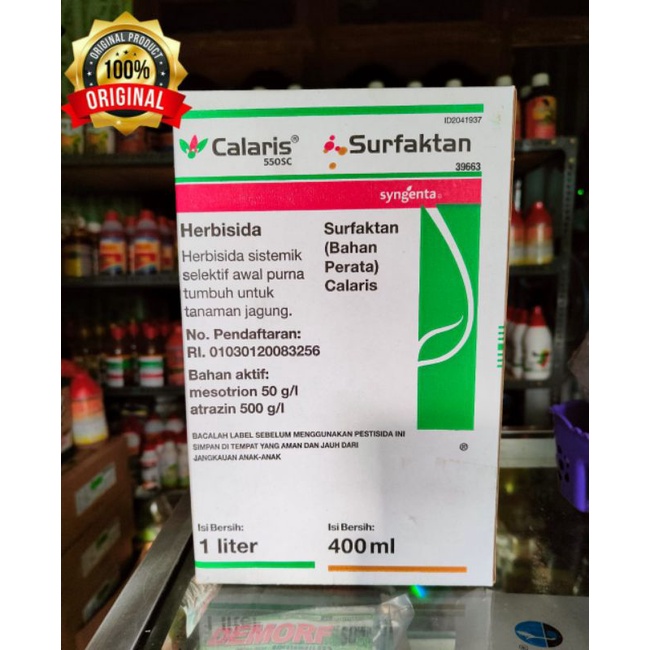 ORIGINAL PRODUCT
100%
ORIGINAL
ID2041937
Calaris®
550SC
Surfaktan
39663
syngenta®
Herbisida
Herbisida sistemik
selektif awal purna
tumbuh untuk
tanaman jagung.
No. Pendaftaran:
RI. 01030120083256
Bahan aktif:
mesotrion 50 g/l
atrazin 500 g/l
Surfaktan
(Bahan
Perata)
Calaris
BACALAH LABEL SEBELUM MENGGUNAKAN PESTISIDA INI
SIMPAN DI TEMPAT YANG AMAN DAN JAUH DARI
JANGKAUAN ANAK-ANAK
®
Isi Bersih:
1 liter
Isi Bersih:
400 ml